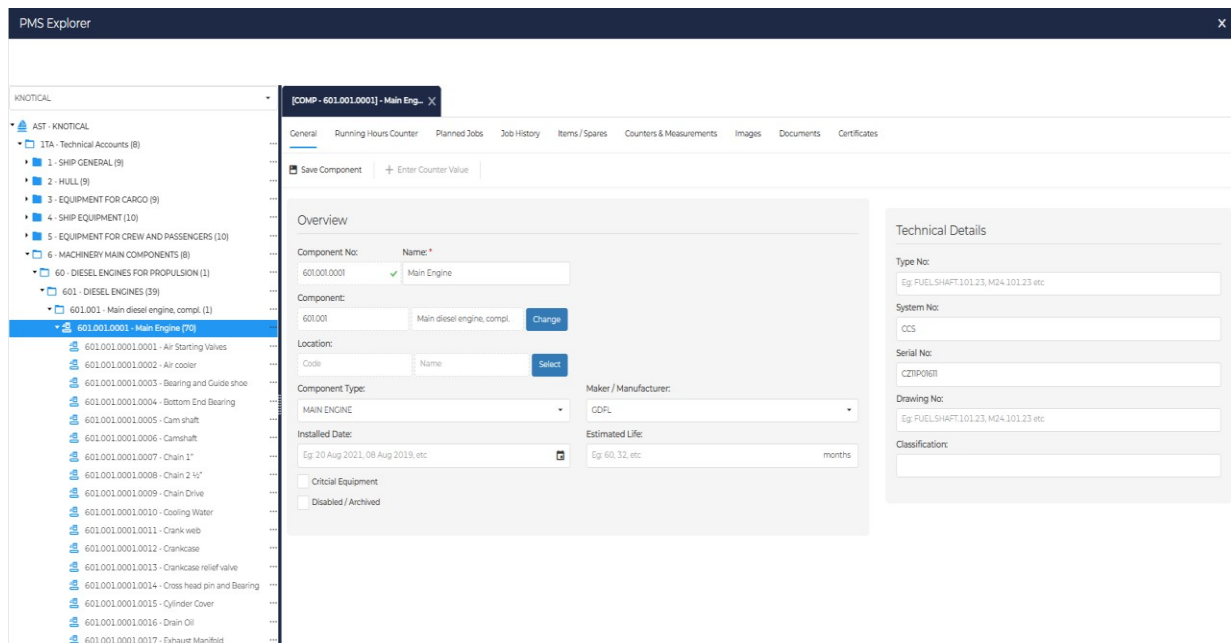 PMS Explorer
X
KNOTICAL
AST - KNOTICAL
1TA - Technical Accounts (8)
1 - SHIP GENERAL (9)
2 - HULL (9)
3 - EQUIPMENT FOR CARGO (9)
4 - SHIP EQUIPMENT (10)
5 - EQUIPMENT FOR CREW AND PASSENGERS (10)
6 - MACHINERY MAIN COMPONENTS (8)
60 - DIESEL ENGINES FOR PROPULSION (1)
601 - DIESEL ENGINES (39)
601.001 - Main diesel engine, compl. (1)
601.001.0001 - Main Engine (70)
601.001.0001.0001 - Air Starting Valves
601.001.0001.0002 - Air cooler
601.001.0001.0003 - Bearing and Guide shoe
601.001.0001.0004 - Bottom End Bearing
601.001.0001.0005 - Cam shaft
601.001.0001.0006 - Camshaft
601.001.0001.0007 - Chain 1"
601.001.0001.0008 - Chain 2 ½"
601.001.0001.0009 - Chain Drive
601.001.0001.0010 - Cooling Water
601.001.0001.0011 - Crank web
601.001.0001.0012 - Crankcase
601.001.0001.0013 - Crankcase relief valve
601.001.0001.0014 - Cross head pin and Bearing
601.001.0001.0015 - Cylinder Cover
601.001.0001.0016 - Drain Oil
601.001.0001.0017 - Exhaust Manifold
[COMP - 601.001.0001] - Main Eng... X
General Running Hours Counter Planned Jobs Job History Items / Spares Counters & Measurements Images Documents Certificates
Save Component + Enter Counter Value
Overview
Component No: Name: *
601.001.0001 Main Engine
Component:
601.001 Main diesel engine, compl. Change
Location:
Code Name Select
Component Type: Maker / Manufacturer:
MAIN ENGINE GDFL
Installed Date: Estimated Life:
Eg: 20 Aug 2021, 08 Aug 2019, etc Eg: 60, 32, etc months
Critcial Equipment
Disabled / Archived
Technical Details
Type No:
Eg: FUEL.SHAFT.101.23, M24.101.23 etc
System No:
CCS
Serial No:
CZ11P01611
Drawing No:
Eg: FUEL.SHAFT.101.23, M24.101.23 etc
Classification: